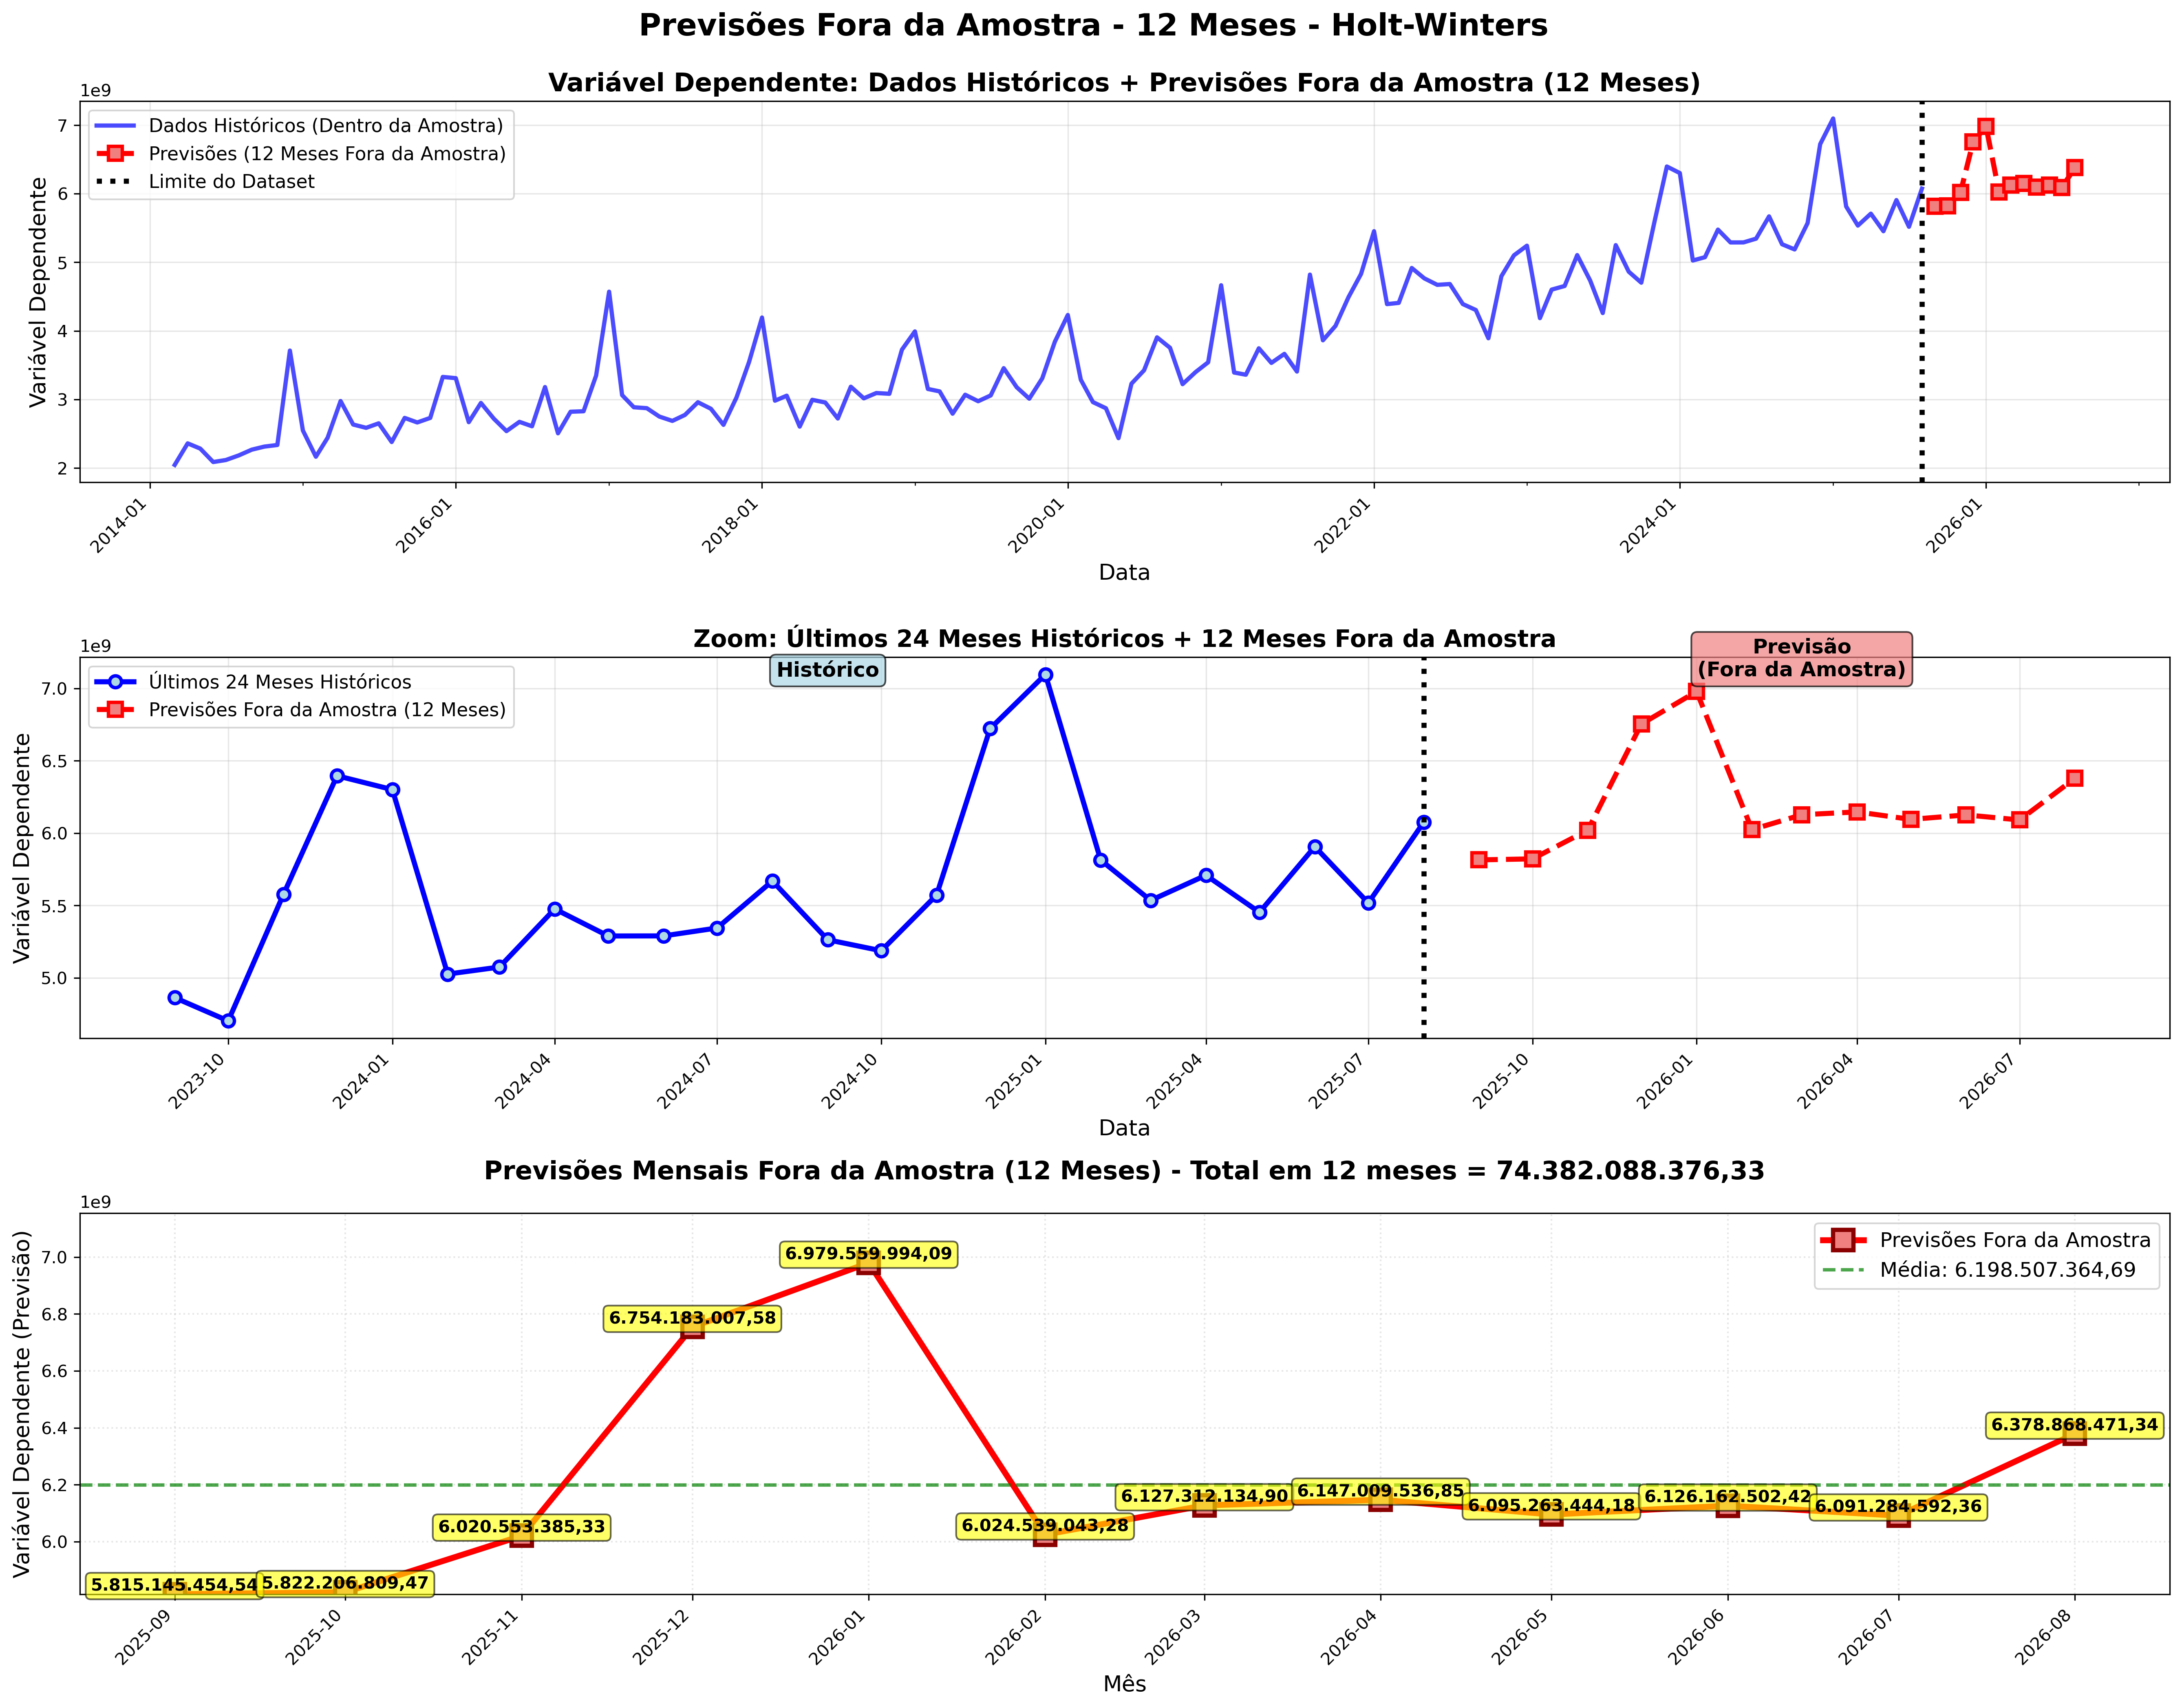 Previsões Fora da Amostra - 12 Meses - Holt-Winters
Variável Dependente: Dados Históricos + Previsões Fora da Amostra (12 Meses)
1e9
Dados Históricos (Dentro da Amostra)
Previsões (12 Meses Fora da Amostra)
Limite do Dataset
Variável Dependente
7
6
5
4
3
2
2014-01
2016-01
2018-01
2020-01
2022-01
2024-01
2026-01
Data
Zoom: Últimos 24 Meses Históricos + 12 Meses Fora da Amostra
1e9
Últimos 24 Meses Históricos
Previsões Fora da Amostra (12 Meses)
Histórico
Previsão
(Fora da Amostra)
Variável Dependente
7.0
6.5
6.0
5.5
5.0
2023-10
2024-01
2024-04
2024-07
2024-10
2025-01
2025-04
2025-07
2025-10
2026-01
2026-04
2026-07
Data
Previsões Mensais Fora da Amostra (12 Meses) - Total em 12 meses = 74.382.088.376,33
1e9
Previsões Fora da Amostra
Média: 6.198.507.364,69
Variável Dependente (Previsão)
7.0
6.8
6.6
6.4
6.2
6.0
5.815.145.454,54
5.822.206.809,47
6.020.553.385,33
6.754.183.007,58
6.979.559.994,09
6.024.539.043,28
6.127.312.134,90
6.147.009.536,85
6.095.263.444,18
6.126.162.502,42
6.091.284.592,36
6.378.868.471,34
2025-09
2025-10
2025-11
2025-12
2026-01
2026-02
2026-03
2026-04
2026-05
2026-06
2026-07
2026-08
Mês